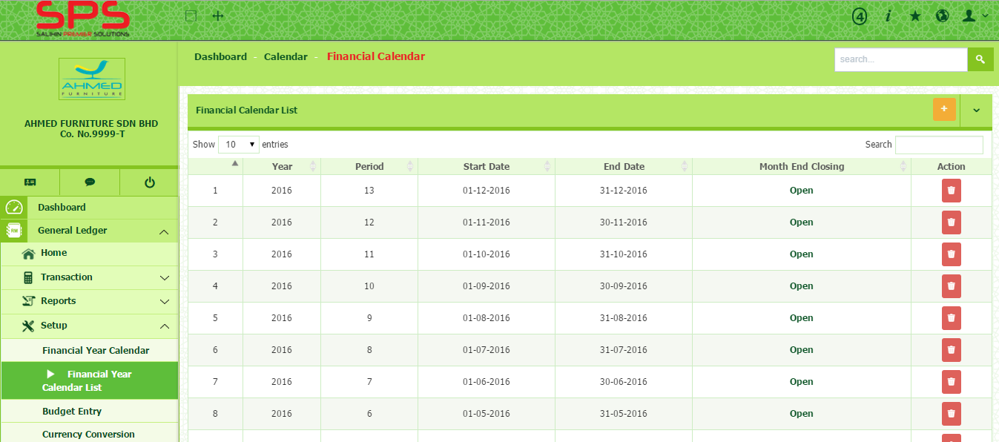 SPS
SALIHIN PREMIER SOLUTIONS
4
i
AHMED
FURNITURE
AHMED FURNITURE SDN BHD
Co. No.9999-T
Dashboard
General Ledger
RM
Home
Transaction
Reports
Setup
Financial Year Calendar
Financial Year
Calendar List
Budget Entry
Currency Conversion
Dashboard - Calendar - Financial Calendar
search...
Financial Calendar List
+
Show 10 entries
Search
Year Period Start Date End Date Month End Closing Action
1 2016 13 01-12-2016 31-12-2016 Open
2 2016 12 01-11-2016 30-11-2016 Open
3 2016 11 01-10-2016 31-10-2016 Open
4 2016 10 01-09-2016 30-09-2016 Open
5 2016 9 01-08-2016 31-08-2016 Open
6 2016 8 01-07-2016 31-07-2016 Open
7 2016 7 01-06-2016 30-06-2016 Open
8 2016 6 01-05-2016 31-05-2016 Open